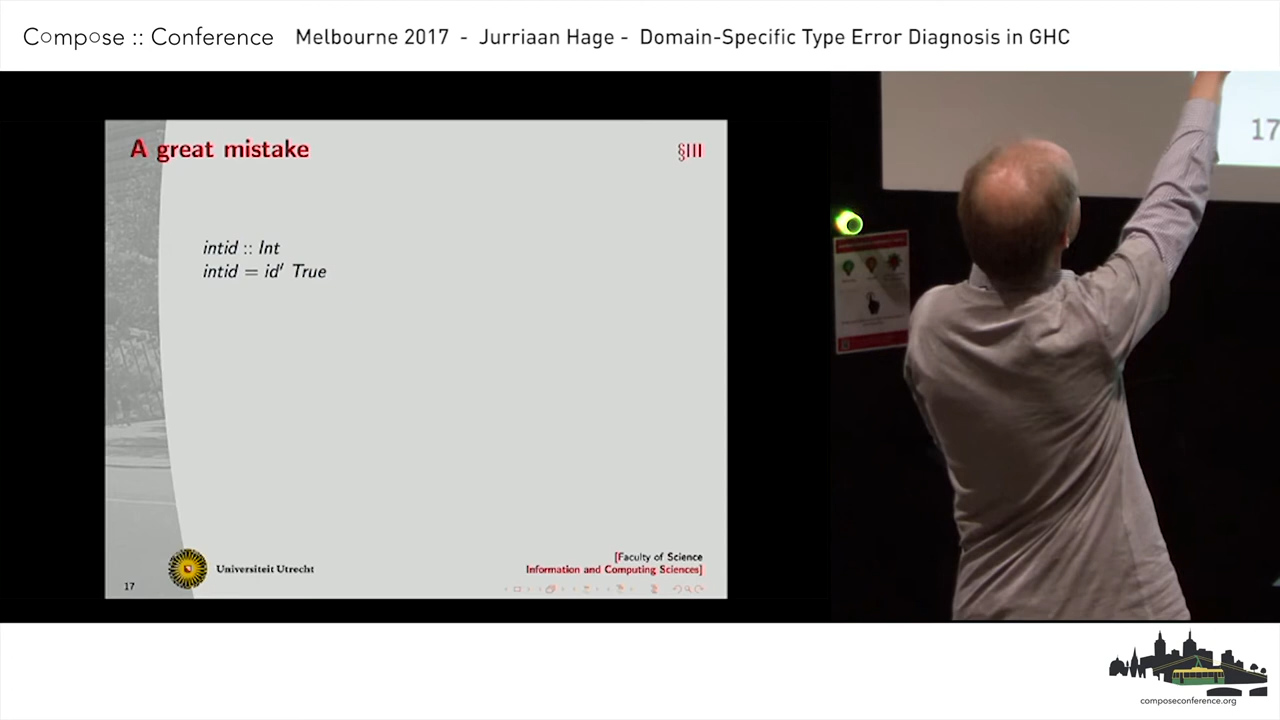 Compose :: Conference Melbourne 2017 - Jurriaan Hage - Domain-Specific Type Error Diagnosis in GHC
A great mistake §III
intid :: Int
intid = id′ True
17
Universiteit Utrecht
[Faculty of Science
Information and Computing Sciences]
17
composeconference.org